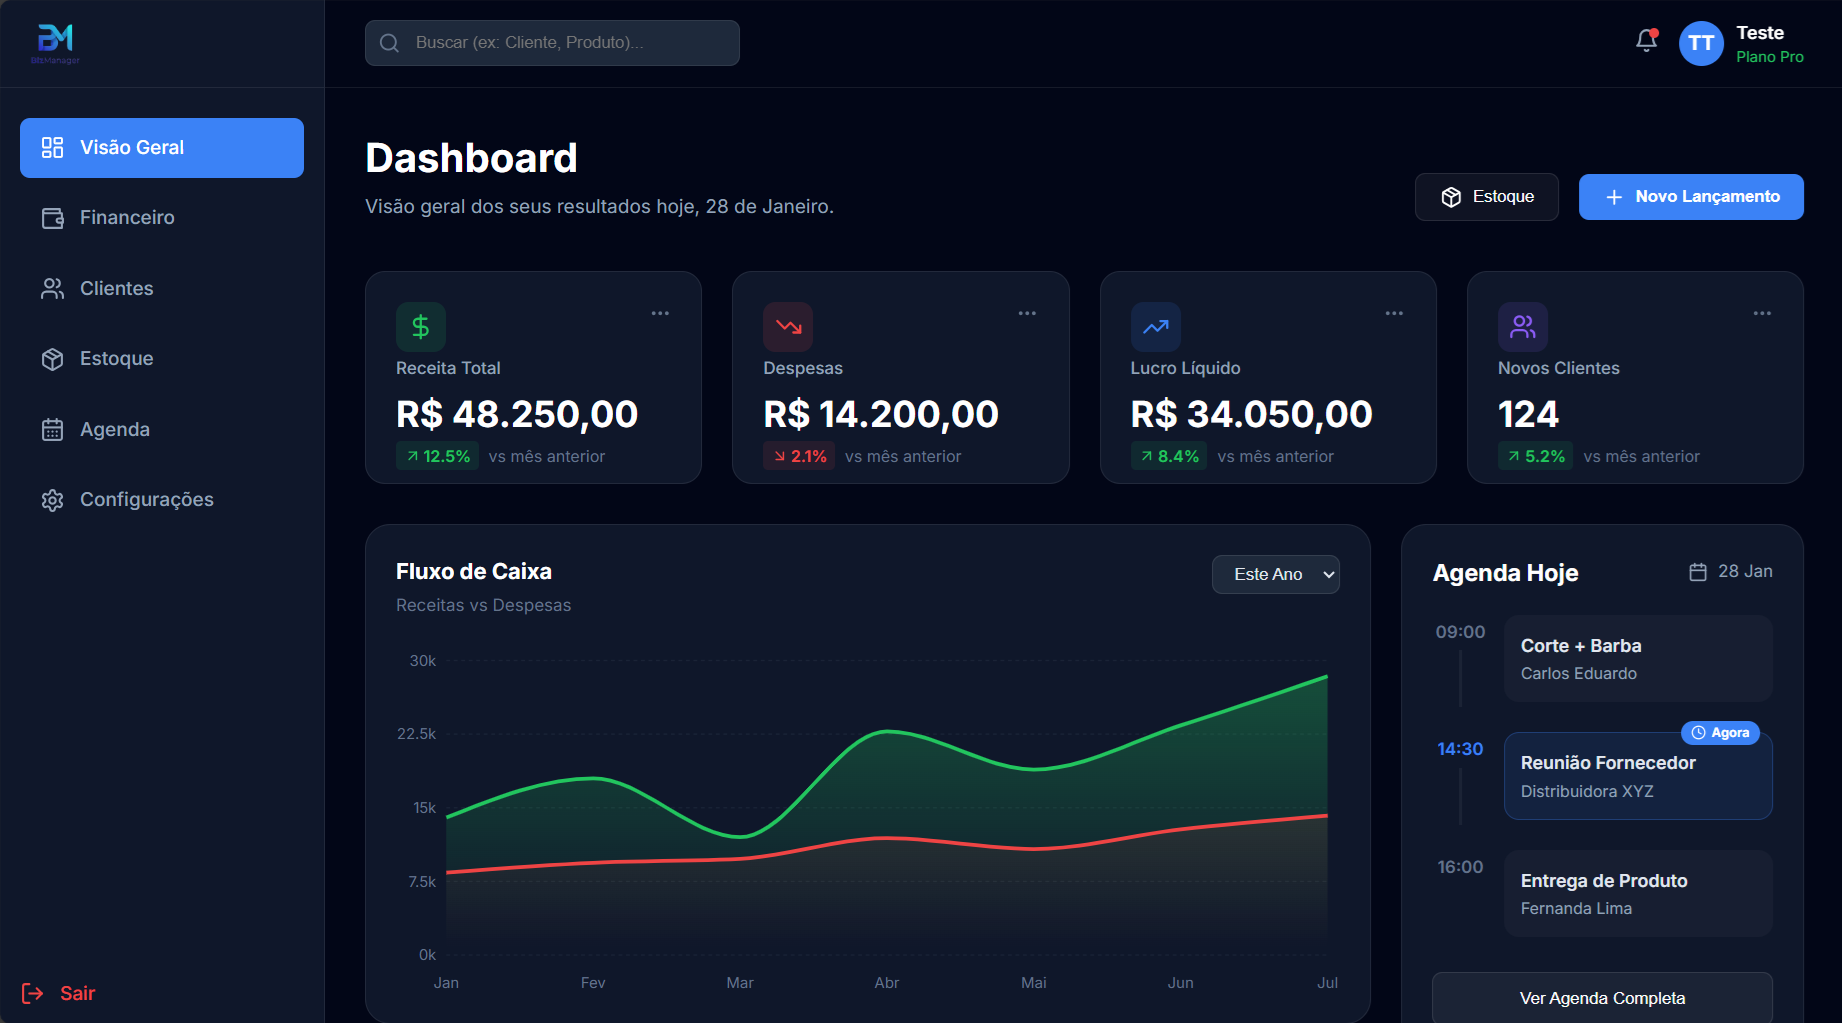 BM
BitManager
Buscar (ex: Cliente, Produto)...
TT
Teste
Plano Pro
Visão Geral
Financeiro
Clientes
Estoque
Agenda
Configurações
Sair
Dashboard
Visão geral dos seus resultados hoje, 28 de Janeiro.
Estoque
Novo Lançamento
Receita Total
R$ 48.250,00
12.5% vs mês anterior
Despesas
R$ 14.200,00
2.1% vs mês anterior
Lucro Líquido
R$ 34.050,00
8.4% vs mês anterior
Novos Clientes
124
5.2% vs mês anterior
Fluxo de Caixa
Receitas vs Despesas
Este Ano
30k
22.5k
15k
7.5k
0k
Jan Fev Mar Abr Mai Jun Jul
Agenda Hoje
28 Jan
09:00
Corte + Barba
Carlos Eduardo
Agora
14:30
Reunião Fornecedor
Distribuidora XYZ
16:00
Entrega de Produto
Fernanda Lima
Ver Agenda Completa